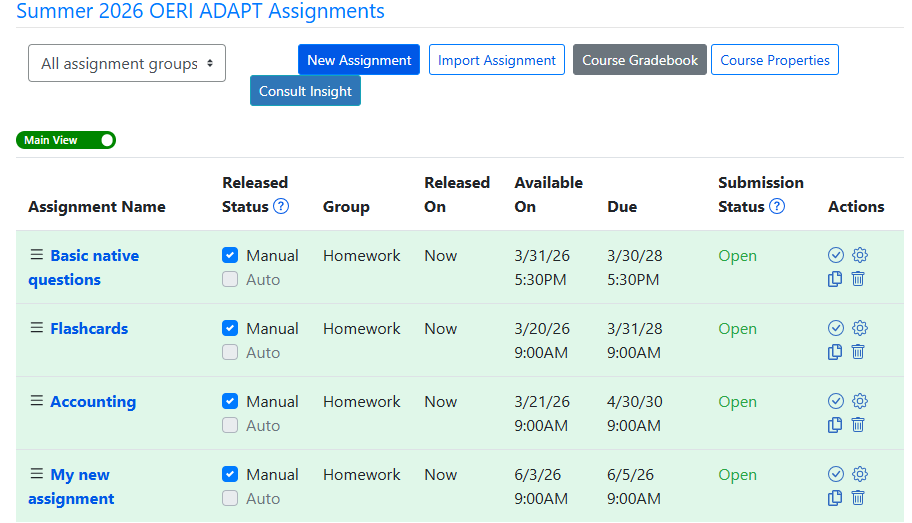 Summer 2026 OERI ADAPT Assignments
All assignment groups
New Assignment
Import Assignment
Course Gradebook
Course Properties
Consult Insight
Main View
Assignment Name
Released Status ?
Group
Released On
Available On
Due
Submission Status ?
Actions
Basic native questions
Manual
Auto
Homework
Now
3/31/26 5:30PM
3/30/28 5:30PM
Open
Flashcards
Manual
Auto
Homework
Now
3/20/26 9:00AM
3/31/28 9:00AM
Open
Accounting
Manual
Auto
Homework
Now
3/21/26 9:00AM
4/30/30 9:00AM
Open
My new assignment
Manual
Auto
Homework
Now
6/3/26 9:00AM
6/5/26 9:00AM
Open